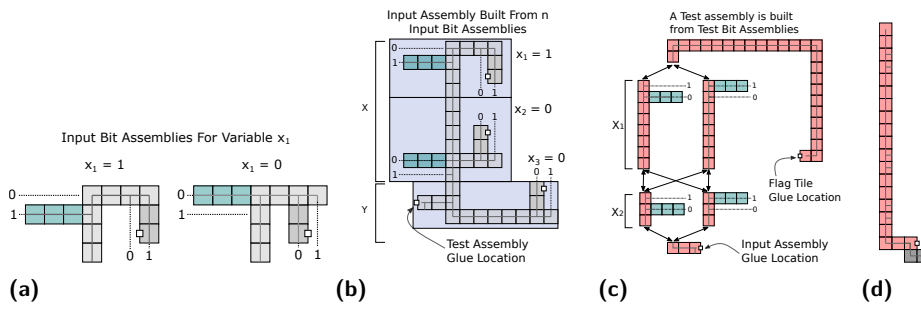 Input Bit Assemblies For Variable x₁
x₁ = 1
x₁ = 0
0
1
0 1
0
1
0 1
(a)
Input Assembly Built From n
Input Bit Assemblies
X
0
1
x₁ = 1
0 1
x₂ = 0
0 1
0
1
x₃ = 0
0 1
Y
Test Assembly
Glue Location
(b)
A Test assembly is built
from Test Bit Assemblies
X₁
1
0
1
0
Flag Tile
Glue Location
X₂
1
0
1
0
Input Assembly
Glue Location
(c)
(d)